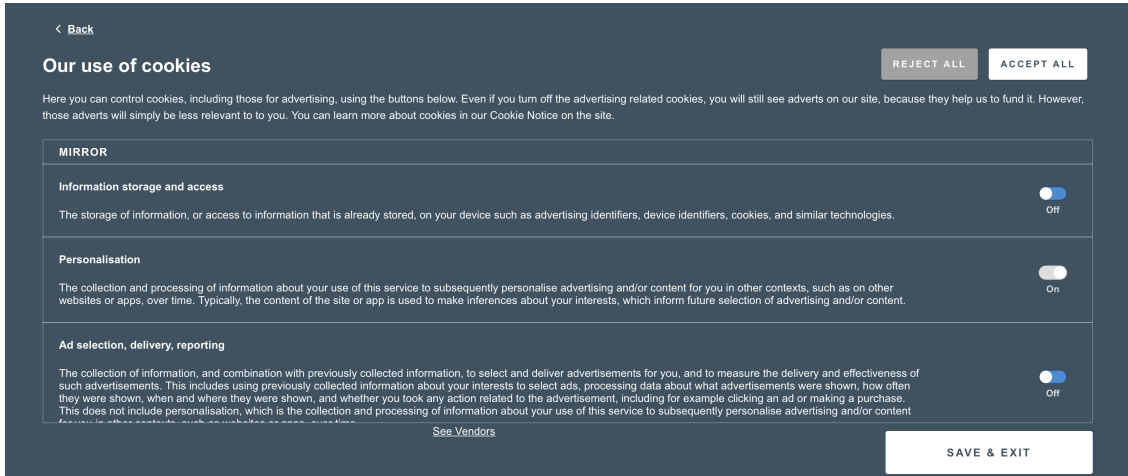 < Back
Our use of cookies
REJECT ALL
ACCEPT ALL
Here you can control cookies, including those for advertising, using the buttons below. Even if you turn off the advertising related cookies, you will still see adverts on our site, because they help us to fund it. However,
those adverts will simply be less relevant to to you. You can learn more about cookies in our Cookie Notice on the site.
MIRROR
Information storage and access
The storage of information, or access to information that is already stored, on your device such as advertising identifiers, device identifiers, cookies, and similar technologies.
Off
Personalisation
The collection and processing of information about your use of this service to subsequently personalise advertising and/or content for you in other contexts, such as on other
websites or apps, over time. Typically, the content of the site or app is used to make inferences about your interests, which inform future selection of advertising and/or content.
On
Ad selection, delivery, reporting
The collection of information, and combination with previously collected information, to select and deliver advertisements for you, and to measure the delivery and effectiveness of
such advertisements. This includes using previously collected information about your interests to select ads, processing data about what advertisements were shown, how often
they were shown, when and where they were shown, and whether you took any action related to the advertisement, including for example clicking an ad or making a purchase.
This does not include personalisation, which is the collection and processing of information about your use of this service to subsequently personalise advertising and/or content
for you in other contexts, such as websites or apps, over time.
Off
See Vendors
SAVE & EXIT